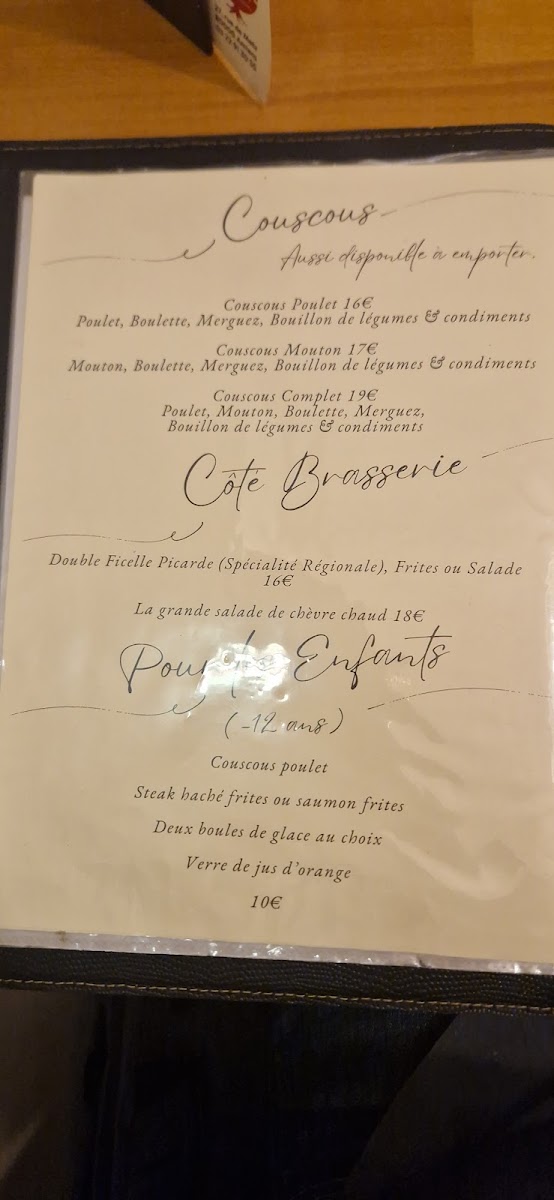 Couscous
Aussi disponible à emporter.
Couscous Poulet 16€
Poulet, Boulette, Merguez, Bouillon de légumes & condiments
Couscous Mouton 17€
Mouton, Boulette, Merguez, Bouillon de légumes & condiments
Couscous Complet 19€
Poulet, Mouton, Boulette, Merguez,
Bouillon de légumes & condiments
Côté Brasserie
Double Ficelle Picarde (Spécialité Régionale), Frites ou Salade
16€
La grande salade de chèvre chaud 18€
Pour les Enfants
(-12 ans)
Couscous poulet
Steak haché frites ou saumon frites
Deux boules de glace au choix
Verre de jus d'orange
10€